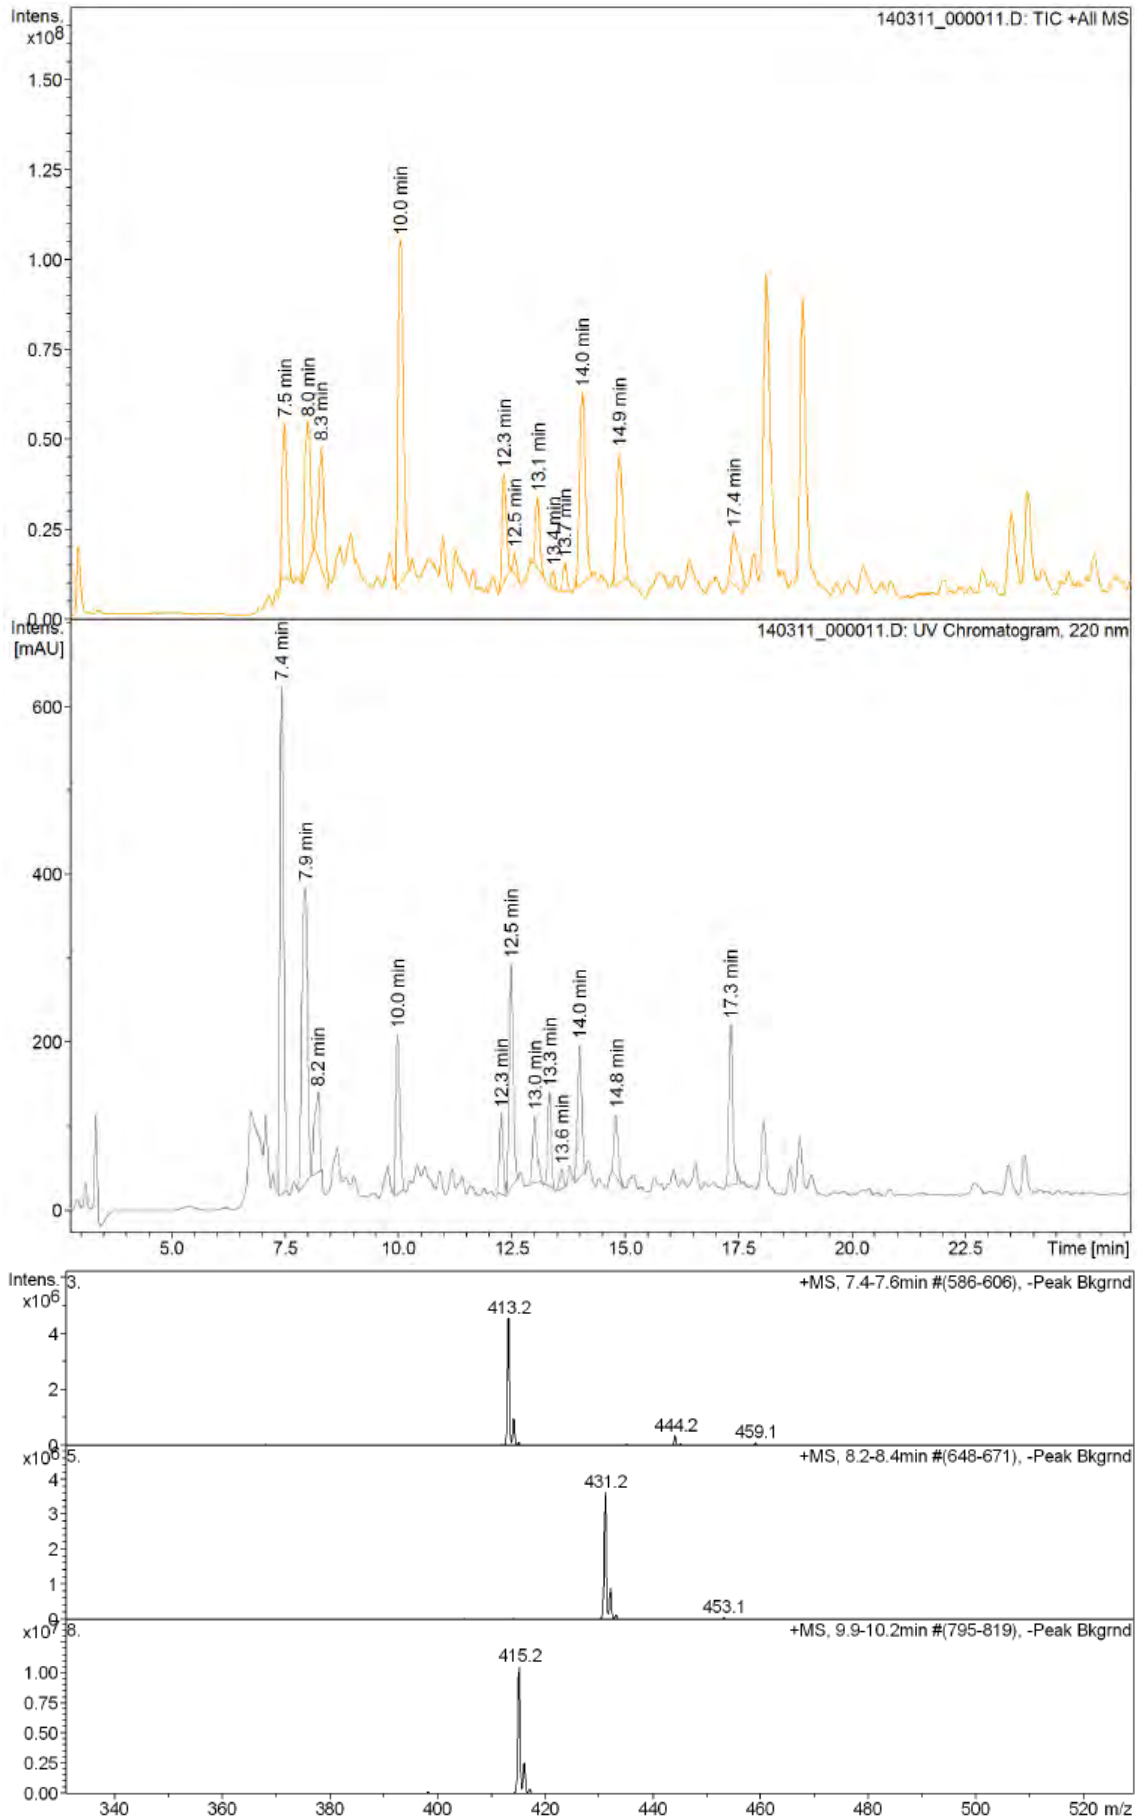 Intens.
x10⁸
140311_000011.D: TIC +All MS
1.50
1.25
10.0 min
1.00
0.75
14.0 min
7.5 min
8.0 min
8.3 min
14.9 min
12.3 min
13.1 min
0.50
12.5 min
13.4 min
13.7 min
17.4 min
0.25
0.00
Intens.
[mAU]
140311_000011.D: UV Chromatogram, 220 nm
7.4 min
600
7.9 min
400
12.5 min
10.0 min
17.3 min
14.0 min
13.3 min
8.2 min
12.3 min
13.0 min
14.8 min
13.6 min
200
0
5.0 7.5 10.0 12.5 15.0 17.5 20.0 22.5 Time [min]
Intens. 3.
x10⁶
+MS, 7.4-7.6min #(586-606), -Peak Bkgrnd
413.2
4
2
444.2
459.1
0
x10⁶ 5.
+MS, 8.2-8.4min #(648-671), -Peak Bkgrnd
4
431.2
3
2
1
453.1
0
x10⁷ 8.
+MS, 9.9-10.2min #(795-819), -Peak Bkgrnd
415.2
1.00
0.75
0.50
0.25
0.00
340 360 380 400 420 440 460 480 500 520 m/z